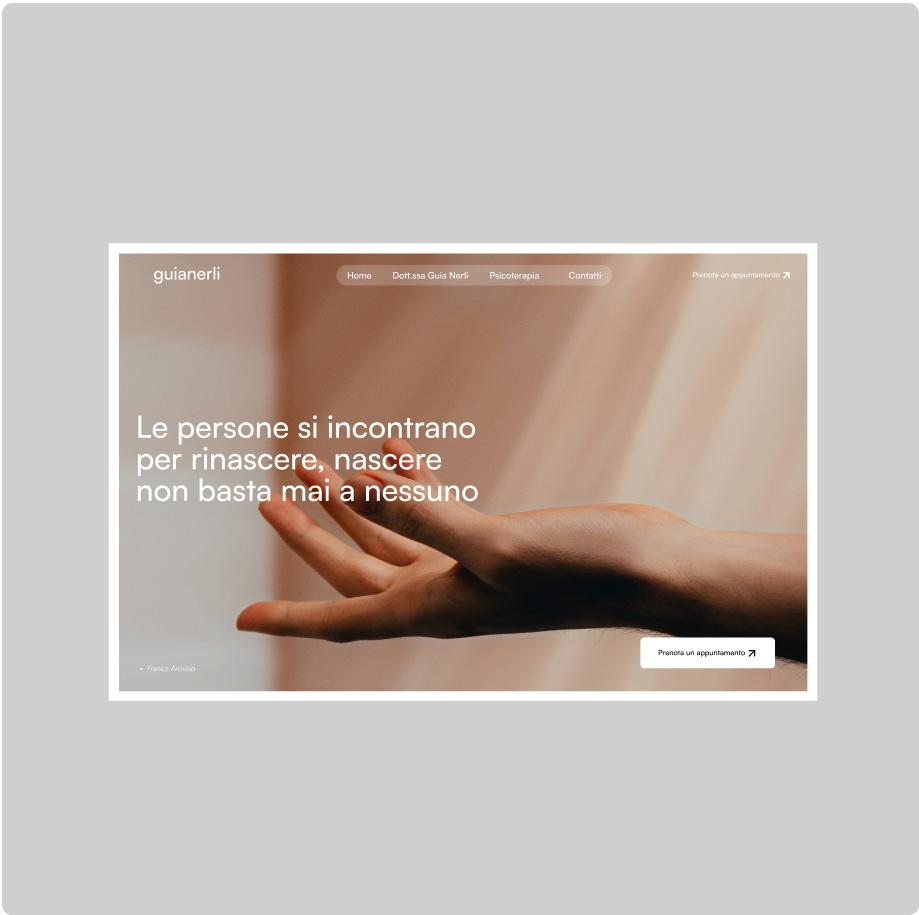 guianerli
Home Dott.ssa Guia Nerli Psicoterapia Contatti
Prenota un appuntamento
Le persone si incontrano
per rinascere, nascere
non basta mai a nessuno
Franco Arminio
Prenota un appuntamento